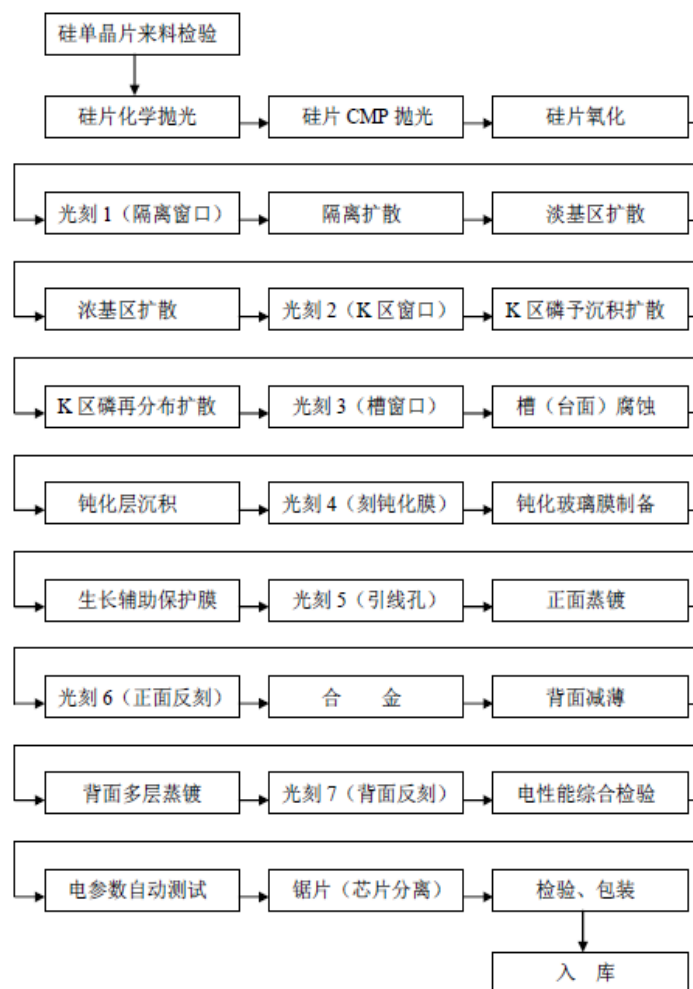 硅单晶片来料检验
硅片化学抛光 硅片 CMP 抛光 硅片氧化
光刻 1（隔离窗口） 隔离扩散 淡基区扩散
浓基区扩散 光刻 2（K 区窗口） K 区磷予沉积扩散
K 区磷再分布扩散 光刻 3（槽窗口） 槽（台面）腐蚀
钝化层沉积 光刻 4（刻钝化膜） 钝化玻璃膜制备
生长辅助保护膜 光刻 5（引线孔） 正面蒸镀
光刻 6（正面反刻） 合 金 背面减薄
背面多层蒸镀 光刻 7（背面反刻） 电性能综合检验
电参数自动测试 锯片（芯片分离） 检验、包装
入 库